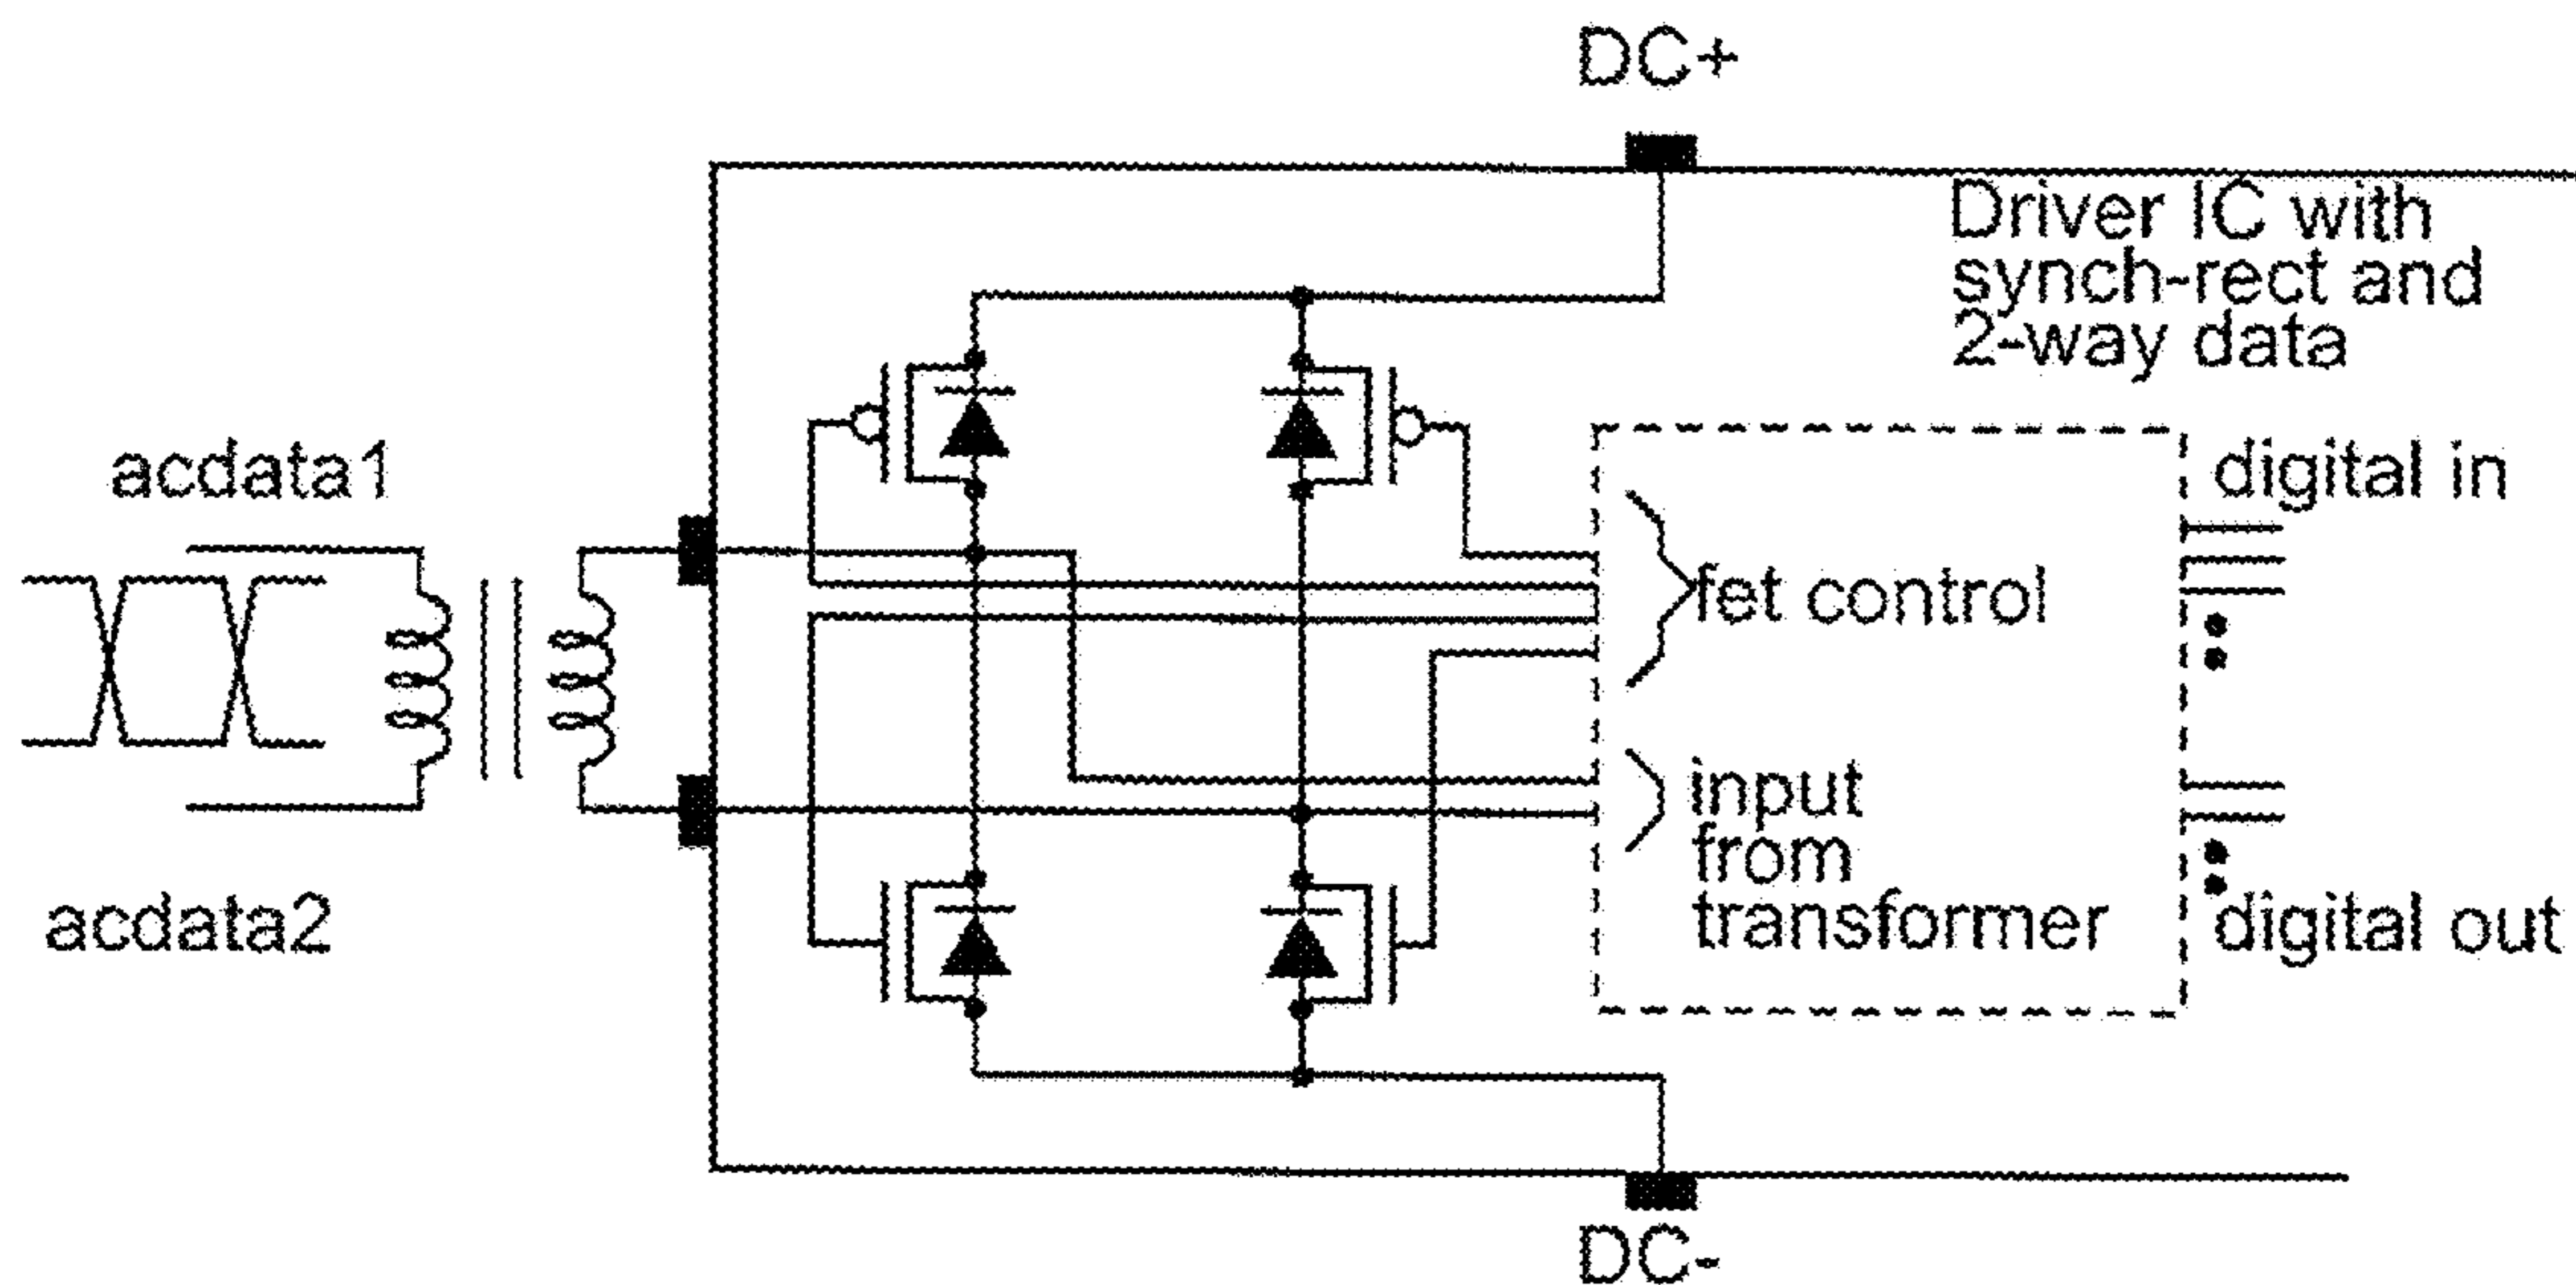 DC+
Driver IC with
synch-rect and
2-way data
acdata1
digital in
fet control
input
from
transformer
acdata2
digital out
DC-